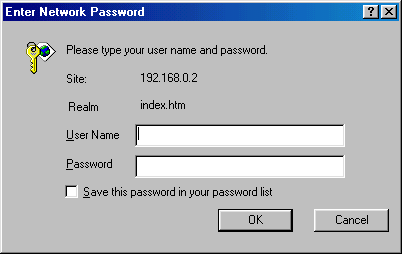 Enter Network Password
Please type your user name and password.
Site: 192.168.0.2
Realm index.htm
User Name
Password
Save this password in your password list
OK Cancel